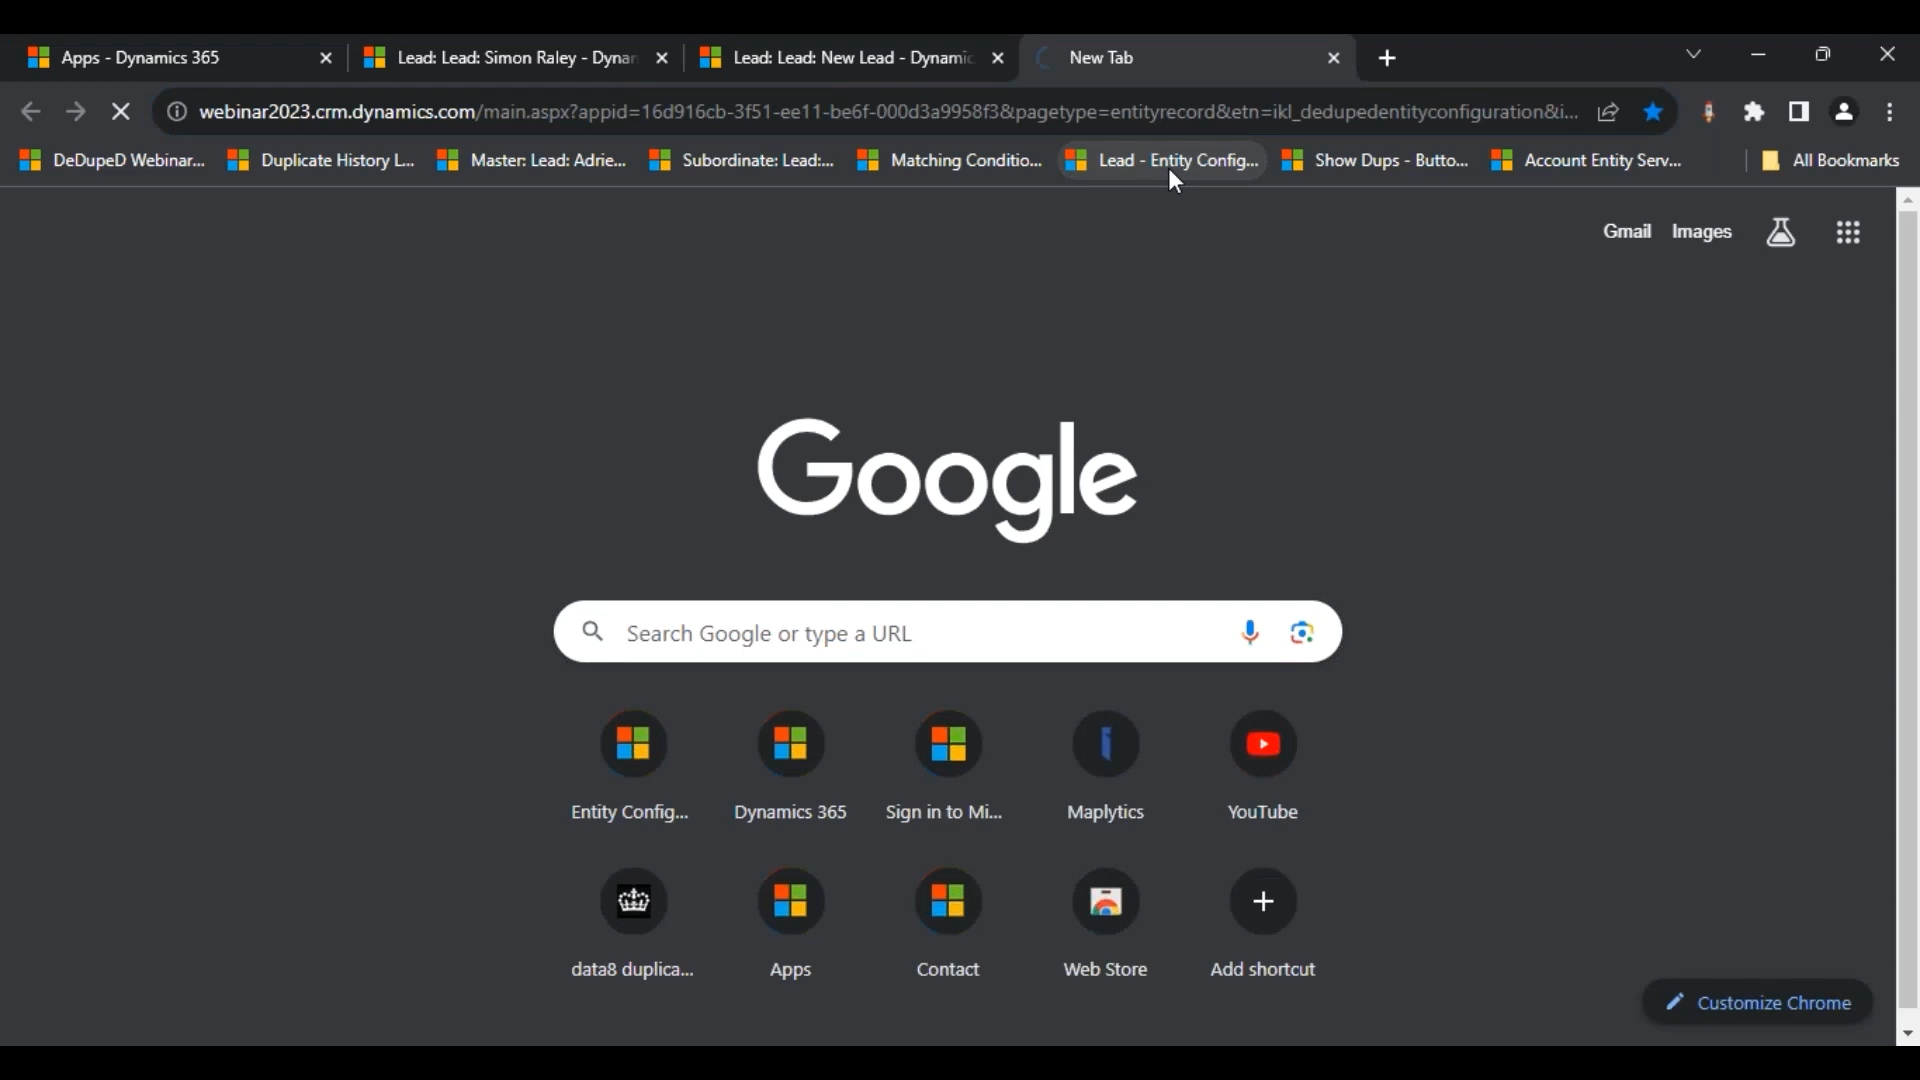 Apps - Dynamics 365
Lead: Lead: Simon Raley - Dynar
Lead: Lead: New Lead - Dynamic
New Tab
webinar2023.crm.dynamics.com/main.aspx?appid=16d916cb-3f51-ee11-be6f-000d3a9958f3&pagetype=entityrecord&etn=ikl_dedupedentityconfiguration&i...
DeDupeD Webinar...
Duplicate History L...
Master: Lead: Adrie...
Subordinate: Lead:...
Matching Conditio...
Lead - Entity Config...
Show Dups - Butto...
Account Entity Serv...
All Bookmarks
Gmail
Images
Google
Search Google or type a URL
Entity Config...
Dynamics 365
Sign in to Mi...
Maplytics
YouTube
data8 duplica...
Apps
Contact
Web Store
Add shortcut
Customize Chrome